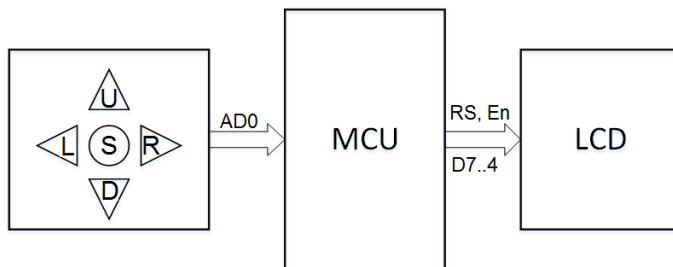 U
L S R
D
AD0
MCU
RS, En
D7..4
LCD